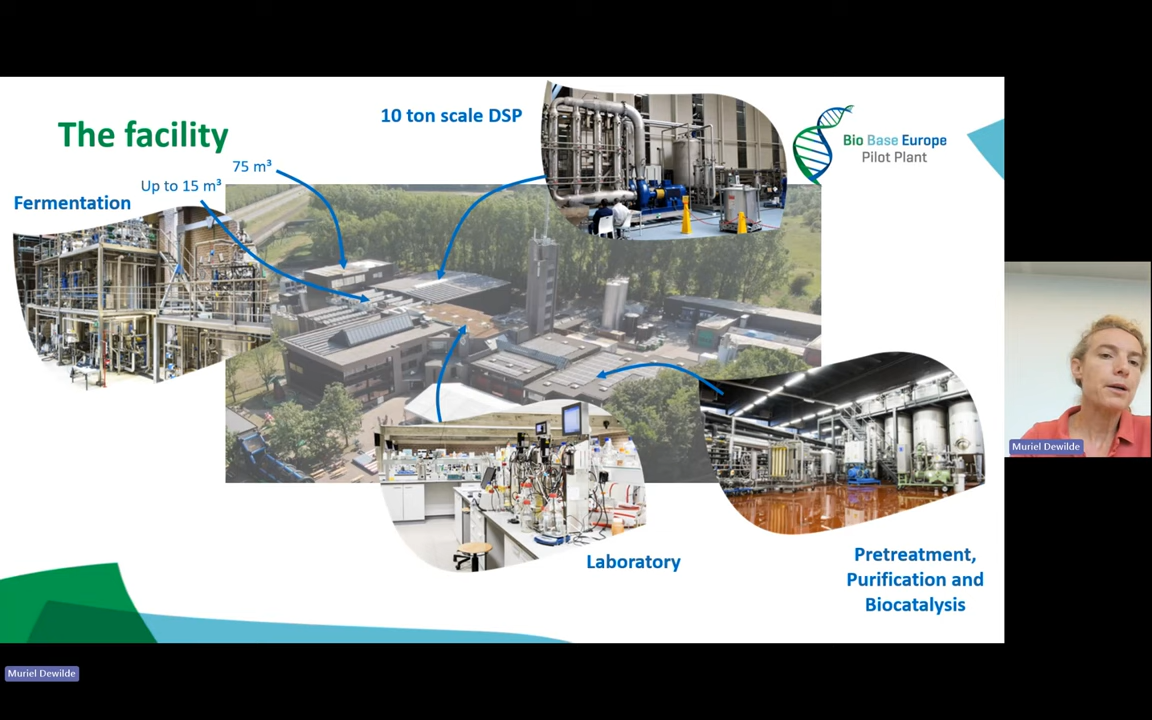 The facility
10 ton scale DSP
Bio Base Europe
Pilot Plant
75 m³
Up to 15 m³
Fermentation
Laboratory
Pretreatment,
Purification and
Biocatalysis
Muriel Dewilde
Muriel Dewilde